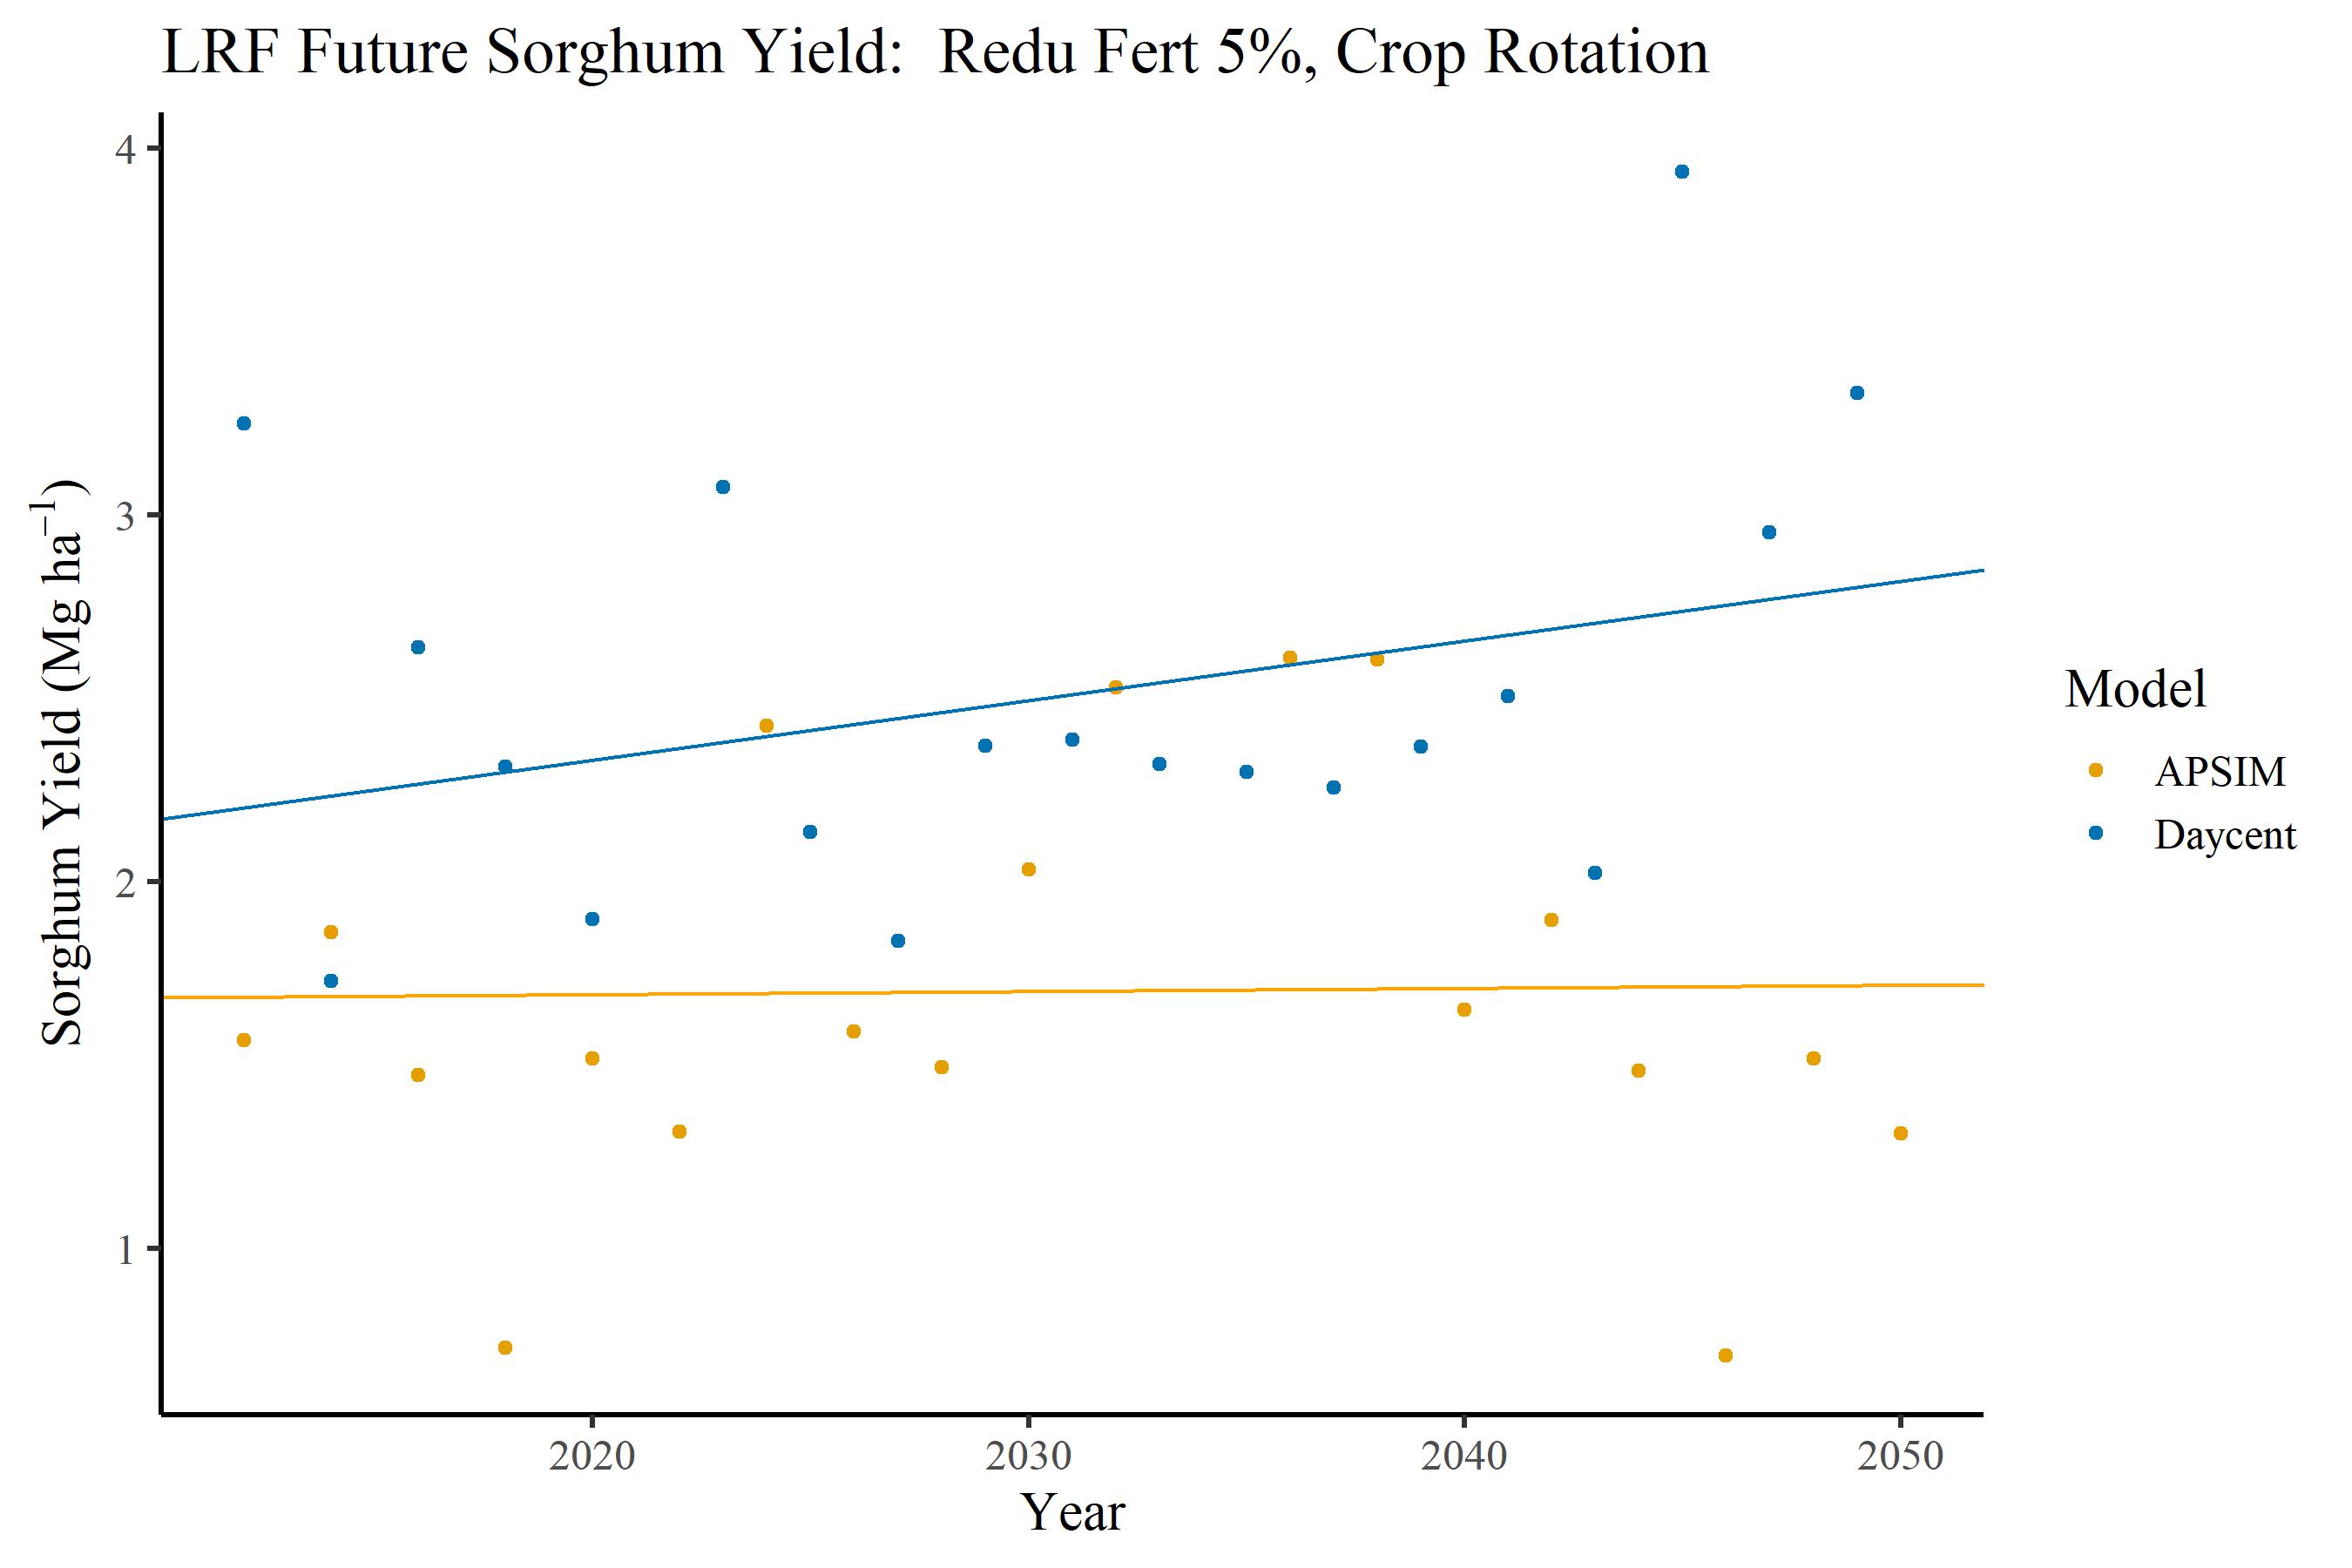 LRF Future Sorghum Yield:  Redu Fert 5%, Crop Rotation
Sorghum Yield (Mg ha⁻¹)
4
3
2
1
2020 2030 2040 2050
Year
Model
APSIM
Daycent